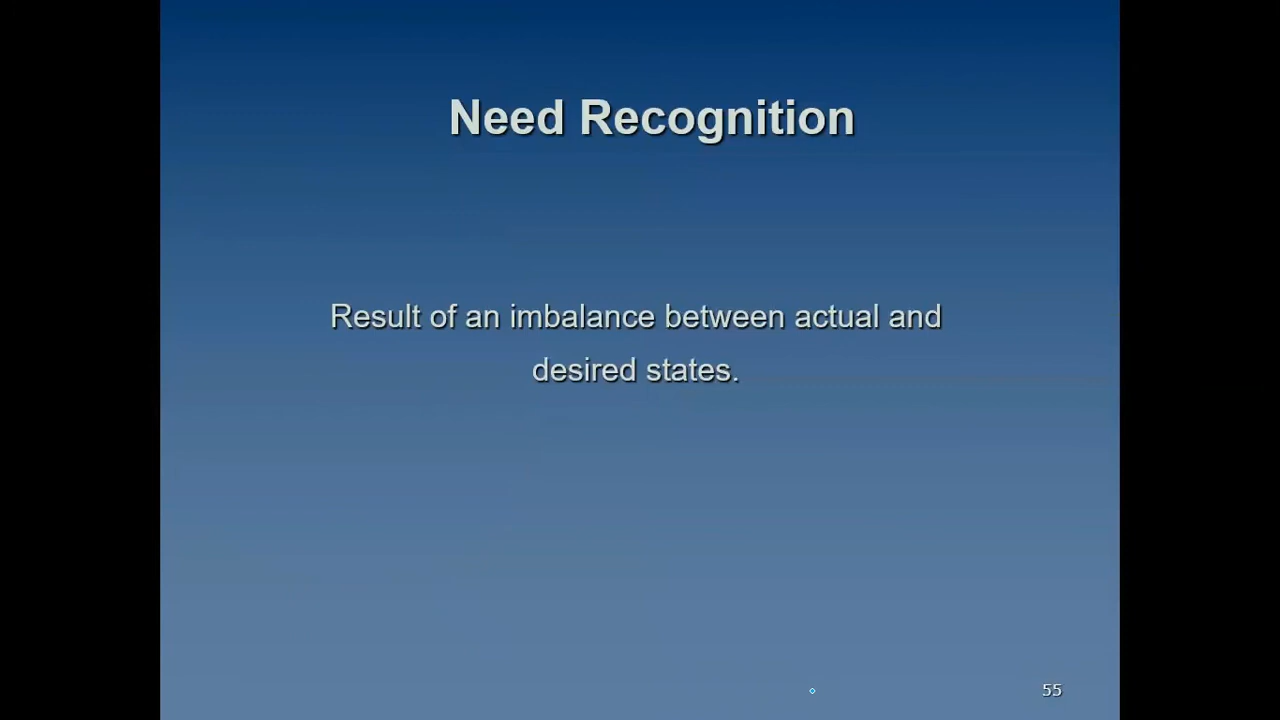 Need Recognition
Result of an imbalance between actual and
desired states.
55